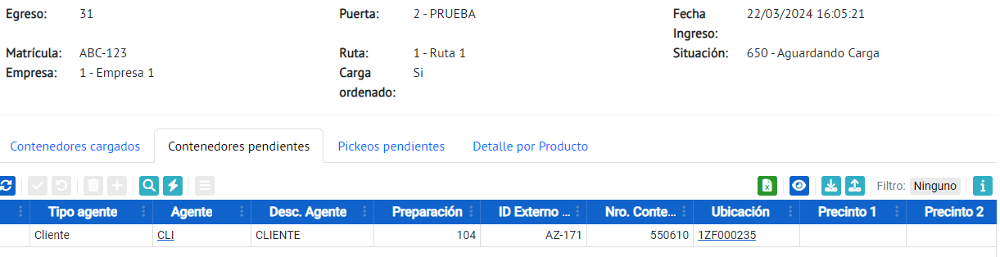 Egreso: 31 Puerta: 2 - PRUEBA Fecha Ingreso: 22/03/2024 16:05:21
Matrícula: ABC-123 Ruta: 1 - Ruta 1 Situación: 650 - Aguardando Carga
Empresa: 1 - Empresa 1 Carga ordenado: Si
Contenedores cargados Contenedores pendientes Pickeos pendientes Detalle por Producto
Filtro: Ninguno
Tipo agente Agente Desc. Agente Preparación ID Externo ... Nro. Conte... Ubicación Precinto 1 Precinto 2
Cliente CLI CLIENTE 104 AZ-171 550610 1ZF000235